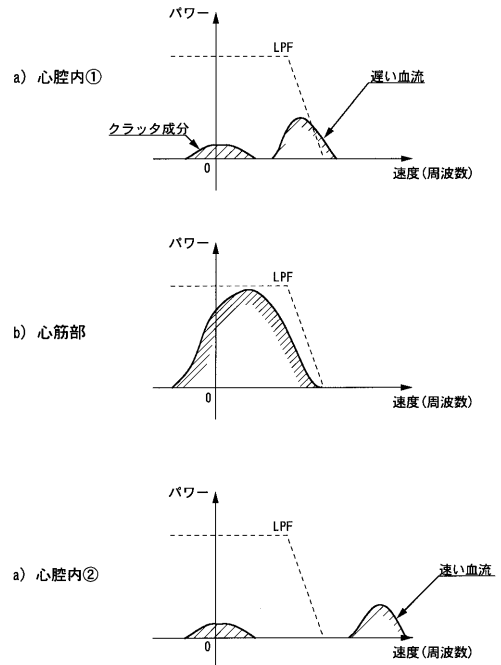 パワー
LPF
a) 心腔内①
遅い血流
クラッタ成分
0
速度(周波数)
パワー
LPF
b) 心筋部
0
速度(周波数)
パワー
LPF
a) 心腔内②
速い血流
0
速度(周波数)